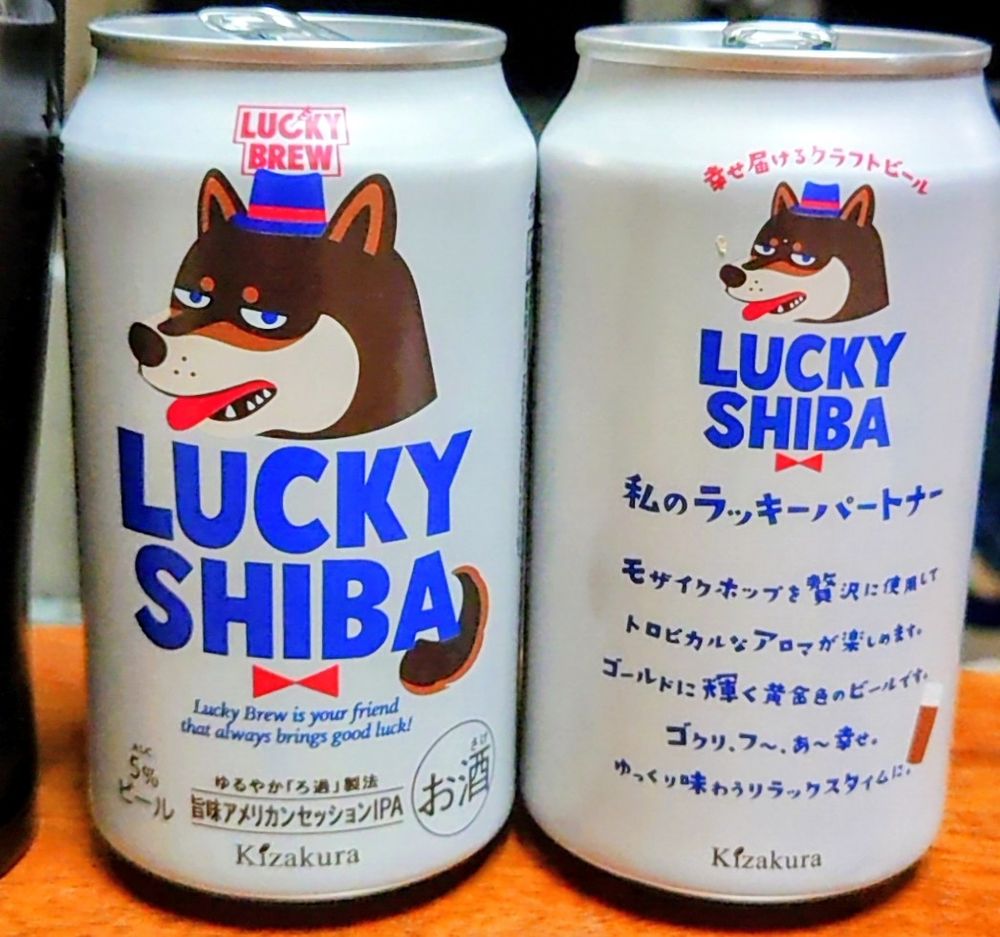 LUCKY
BREW
LUCKY
SHIBA
Lucky Brew is your friend
that always brings good luck!
ALC.
5%
ビール
ゆるやか「ろ過」製法
旨味アメリカンセッションIPA
さけ
お酒
Kizakura
幸せ届けるクラフトビール
LUCKY
SHIBA
私のラッキーパートナー
モザイクホップを贅沢に使用して
トロピカルなアロマが楽しめます。
ゴールドに輝く黄金色のビールです。
ゴクリ、フ〜、あ〜幸せ。
ゆっくり味わうリラックスタイムに。
Kizakura